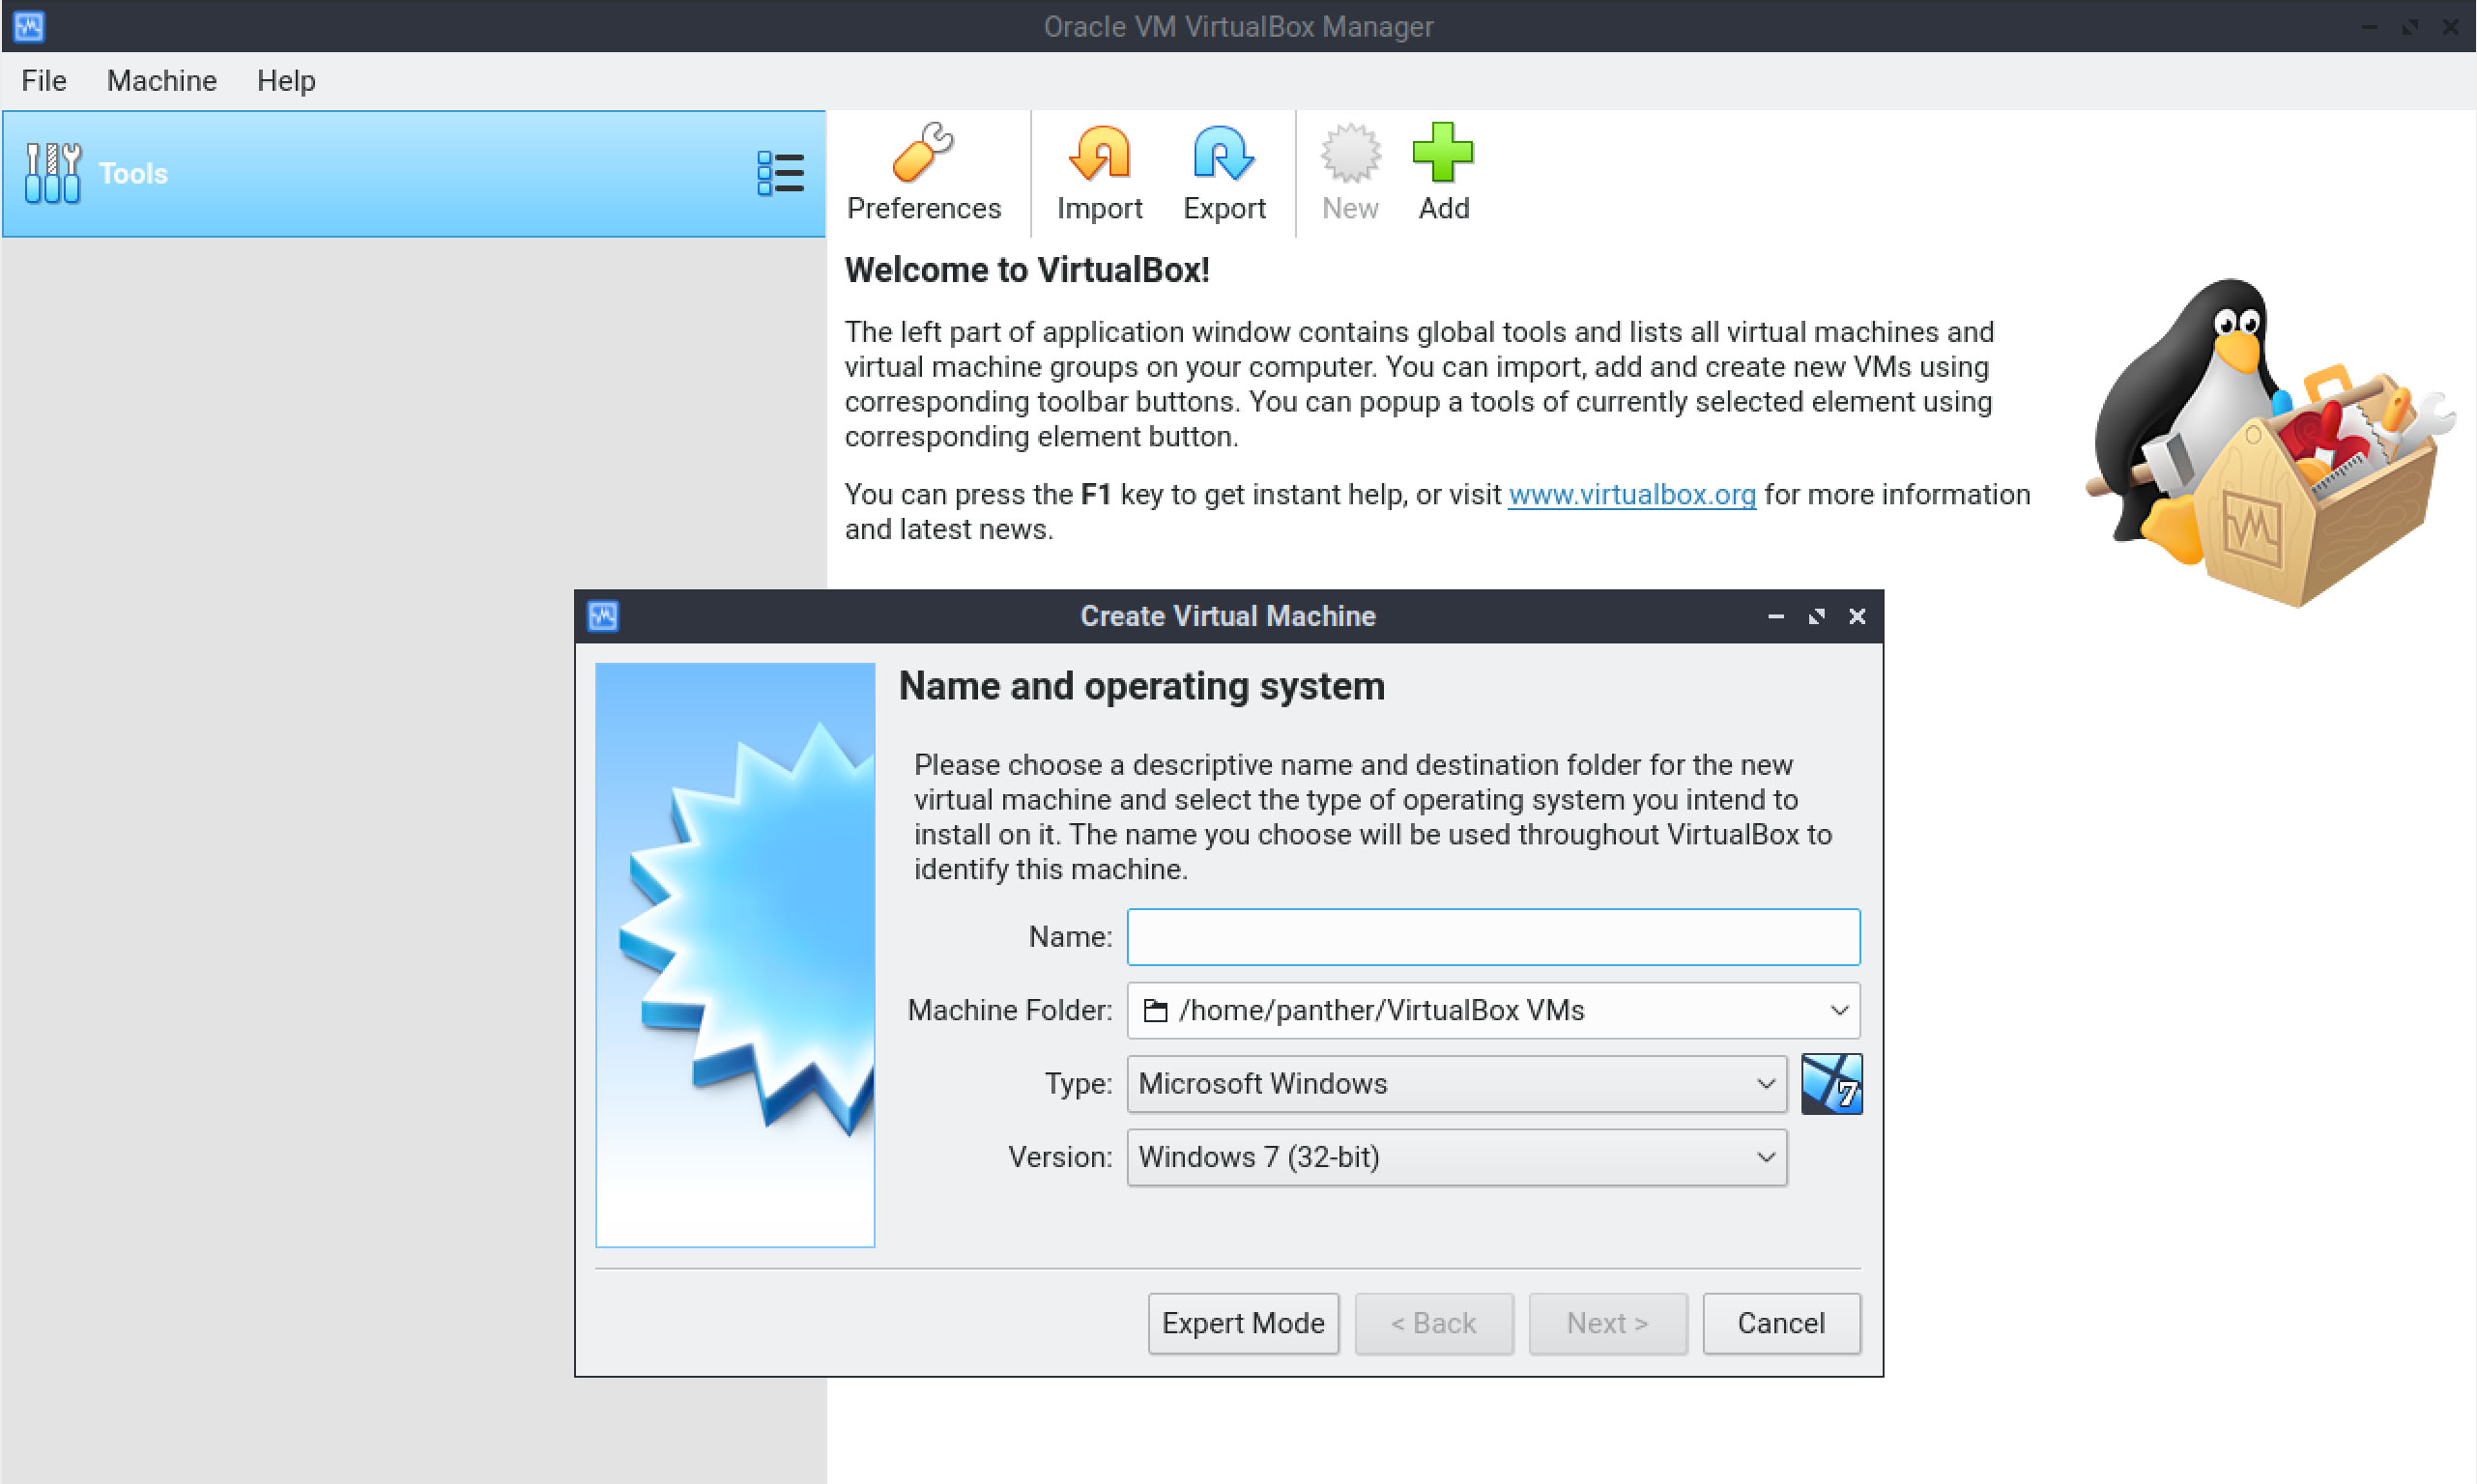 Oracle VM VirtualBox Manager
File Machine Help
Tools
Preferences Import Export New Add
Welcome to VirtualBox!
The left part of application window contains global tools and lists all virtual machines and
virtual machine groups on your computer. You can import, add and create new VMs using
corresponding toolbar buttons. You can popup a tools of currently selected element using
corresponding element button.
You can press the F1 key to get instant help, or visit www.virtualbox.org for more information
and latest news.
Create Virtual Machine
Name and operating system
Please choose a descriptive name and destination folder for the new
virtual machine and select the type of operating system you intend to
install on it. The name you choose will be used throughout VirtualBox to
identify this machine.
Name:
Machine Folder: /home/panther/VirtualBox VMs
Type: Microsoft Windows 7
Version: Windows 7 (32-bit)
Expert Mode < Back Next > Cancel